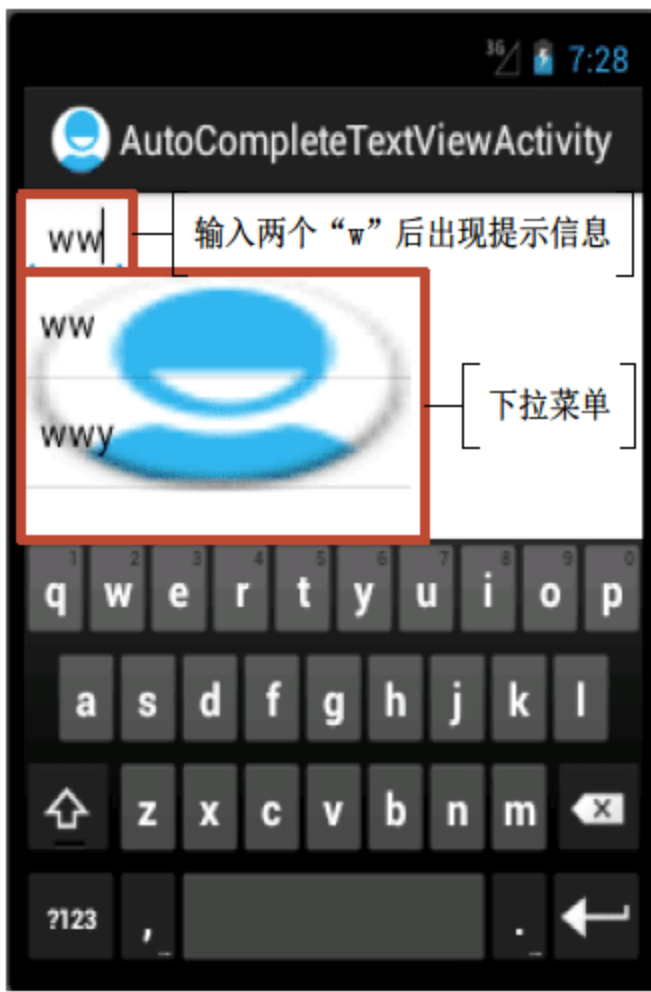 3G 7:28
AutoCompleteTextViewActivity
ww
输入两个“w”后出现提示信息
ww
下拉菜单
wwy
1 2 3 4 5 6 7 8 9 0
q w e r t y u i o p
a s d f g h j k l
z x c v b n m
?123 , .